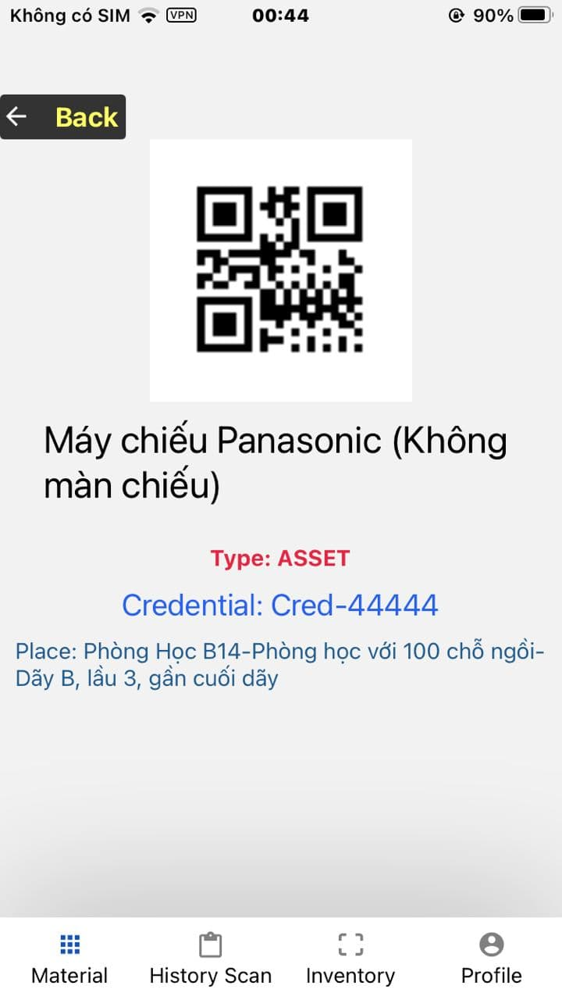 Không có SIM VPN 00:44 90%
Back
Máy chiếu Panasonic (Không
màn chiếu)
Type: ASSET
Credential: Cred-44444
Place: Phòng Học B14-Phòng học với 100 chỗ ngồi-
Dãy B, lầu 3, gần cuối dãy
Material History Scan Inventory Profile